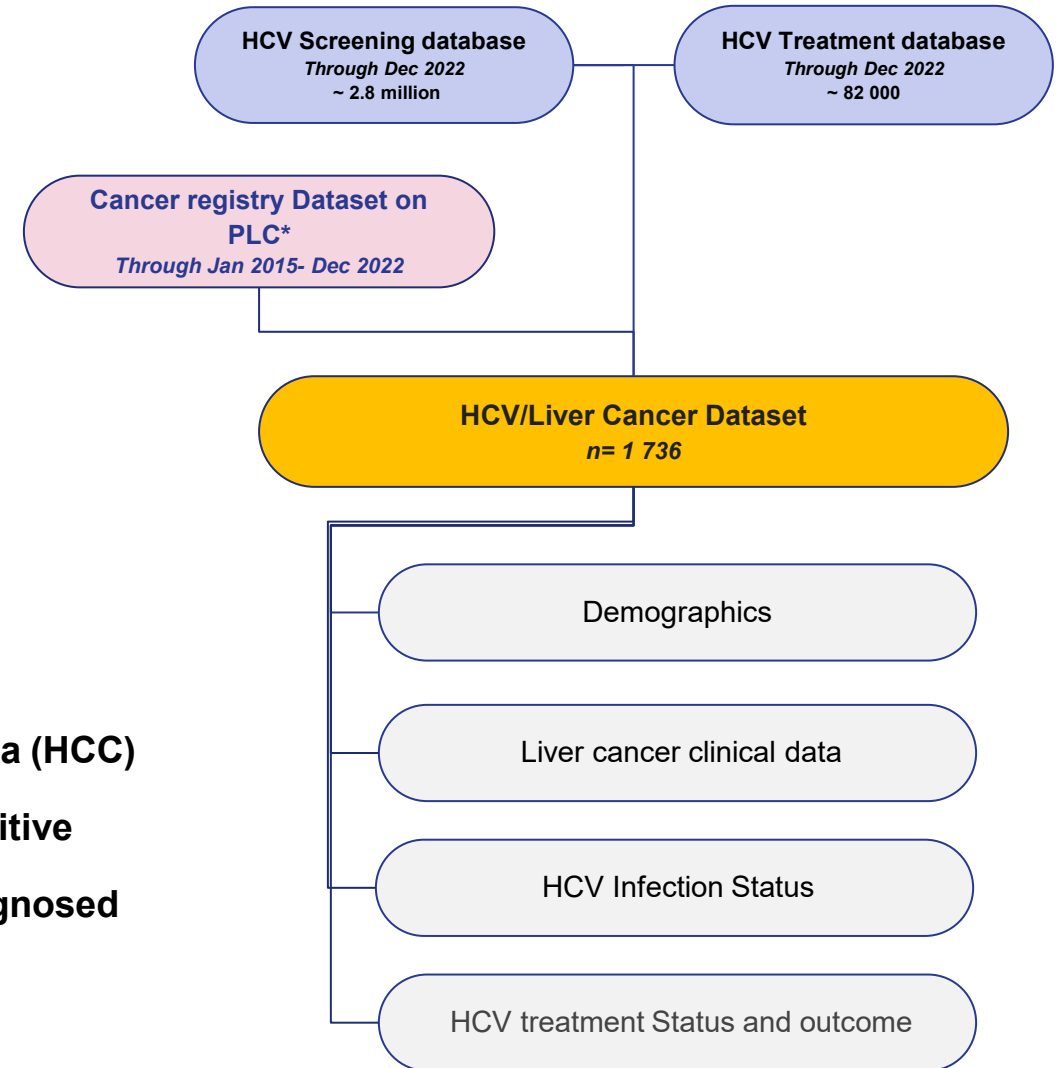 HCV Screening database
Through Dec 2022
~ 2.8 million
HCV Treatment database
Through Dec 2022
~ 82 000
Cancer registry Dataset on
PLC*
Through Jan 2015- Dec 2022
HCV/Liver Cancer Dataset
n= 1 736
Demographics
Liver cancer clinical data
HCV Infection Status
HCV treatment Status and outcome
a (HCC)
itive
gnosed